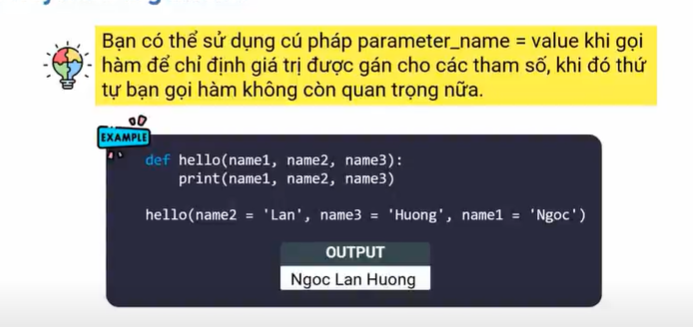 Bạn có thể sử dụng cú pháp parameter_name = value khi gọi
hàm để chỉ định giá trị được gán cho các tham số, khi đó thứ
tự bạn gọi hàm không còn quan trọng nữa.
EXAMPLE
def hello(name1, name2, name3):
    print(name1, name2, name3)
hello(name2 = 'Lan', name3 = 'Huong', name1 = 'Ngoc')
OUTPUT
Ngoc Lan Huong